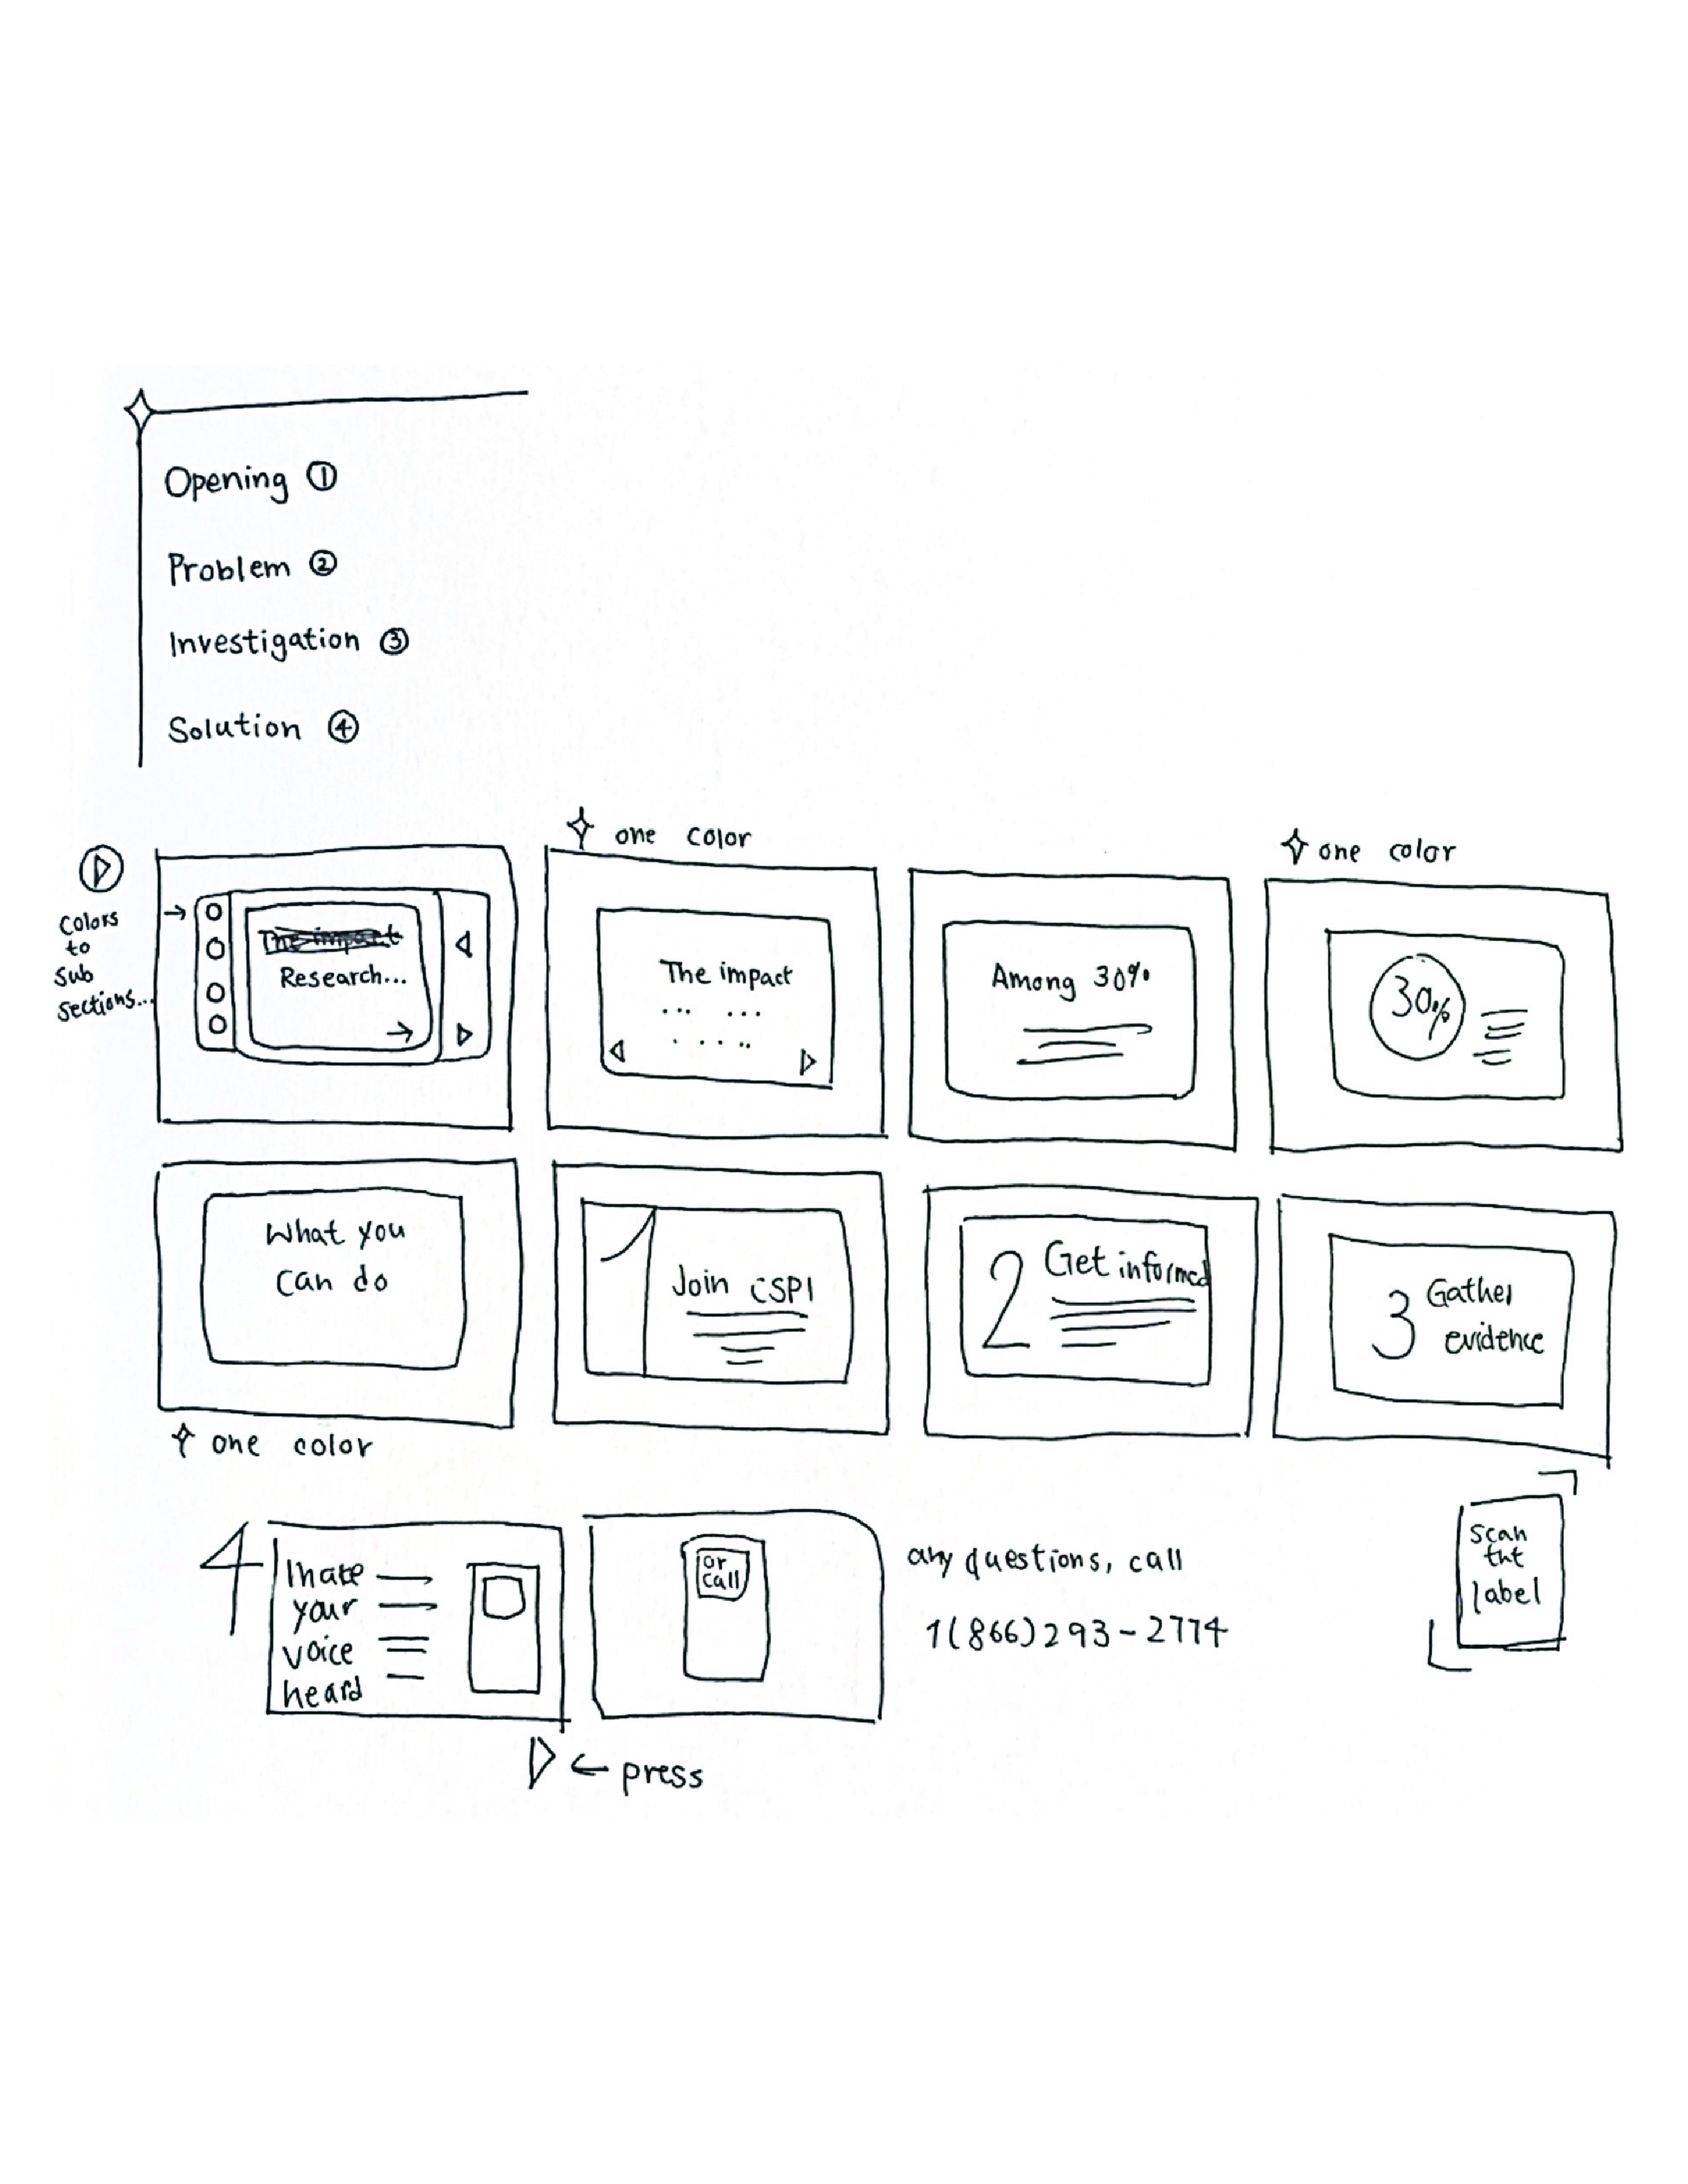 Opening ①
Problem ②
Investigation ③
Solution ④
one color
one color
colors
to
sub
sections...
The impact
Research...
The impact
Among 30%
30%
What you
can do
Join CSPI
2 Get informed
3 Gather
evidence
one color
4
make
your
voice
heard
or
call
any questions, call
1(866)293-2774
scan
tht
label
press